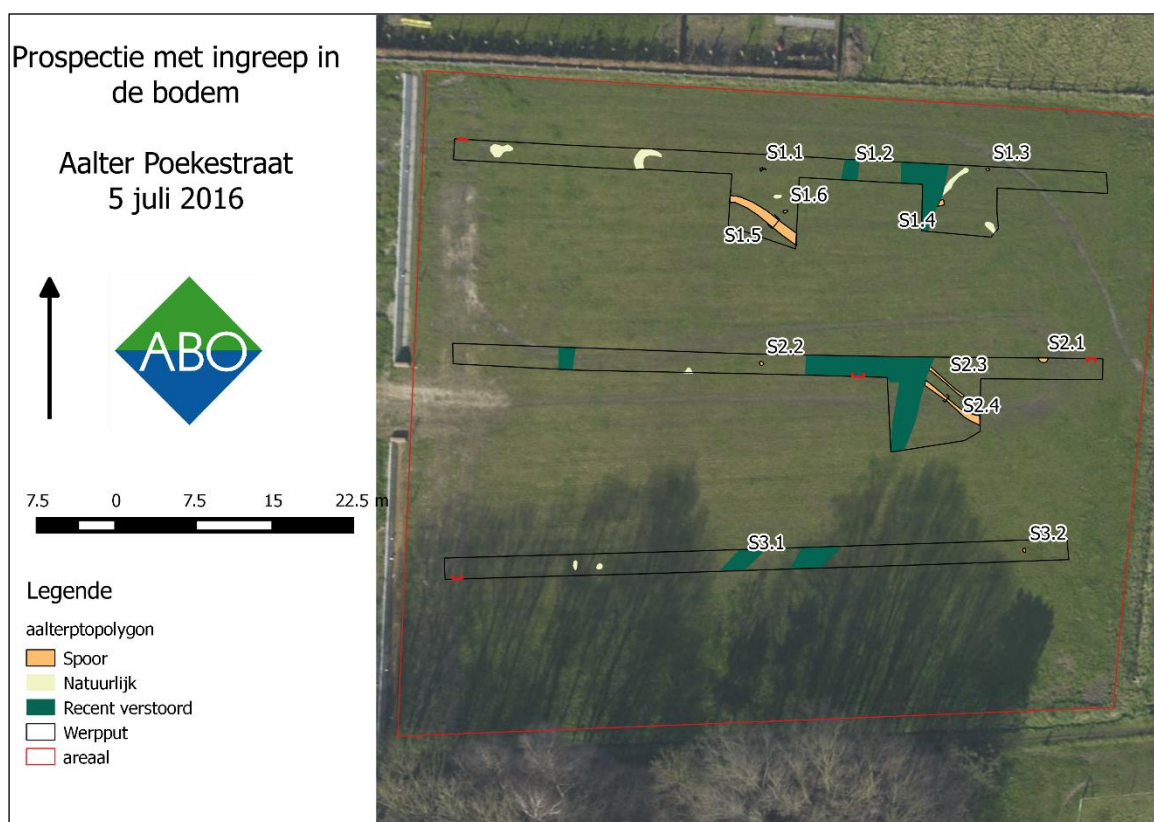 Prospectie met ingreep in
de bodem
Aalter Poekestraat
5 juli 2016
ABO
7.5 0 7.5 15 22.5 m
Legende
aalterptopolygon
Spoor
Natuurlijk
Recent verstoord
Werpput
areaal
S1.1
S1.2
S1.3
S1.6
S1.4
S1.5
S2.2
S2.1
S2.3
S2.4
S3.1
S3.2